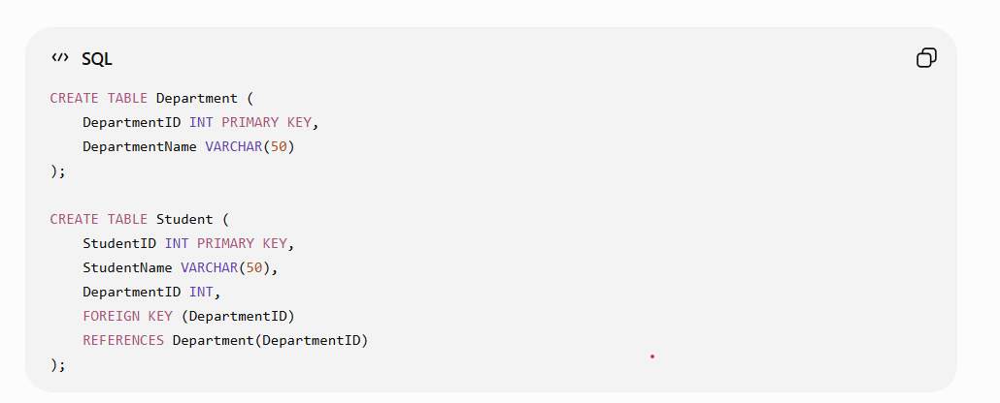 SQL
CREATE TABLE Department (
    DepartmentID INT PRIMARY KEY,
    DepartmentName VARCHAR(50)
);

CREATE TABLE Student (
    StudentID INT PRIMARY KEY,
    StudentName VARCHAR(50),
    DepartmentID INT,
    FOREIGN KEY (DepartmentID)
    REFERENCES Department(DepartmentID)
);